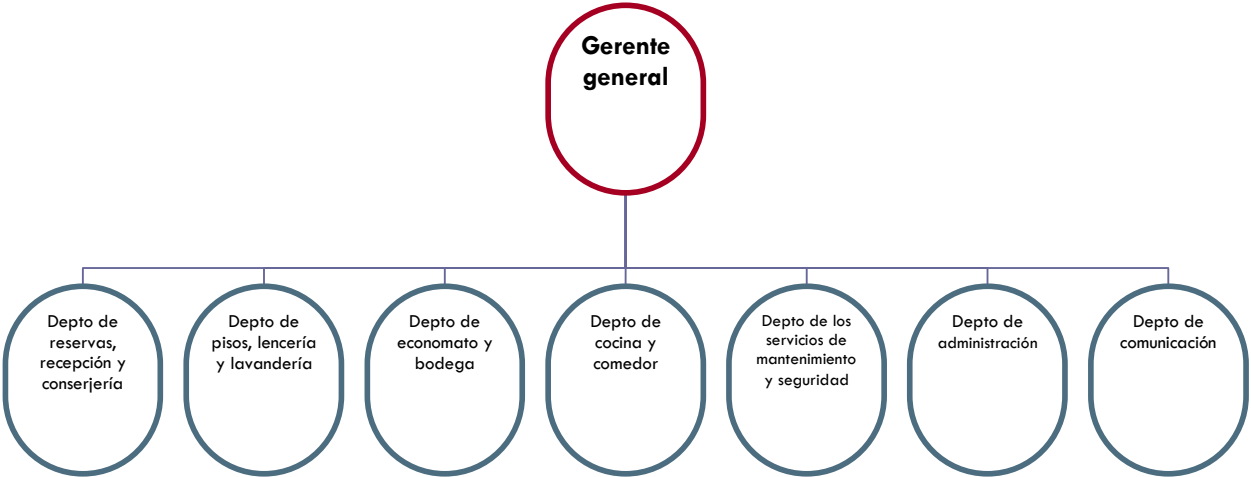 Gerente
general
Depto de
reservas,
recepción y
conserjería
Depto de
pisos, lencería
y lavandería
Depto de
economato y
bodega
Depto de
cocina y
comedor
Depto de los
servicios de
mantenimiento
y seguridad
Depto de
administración
Depto de
comunicación